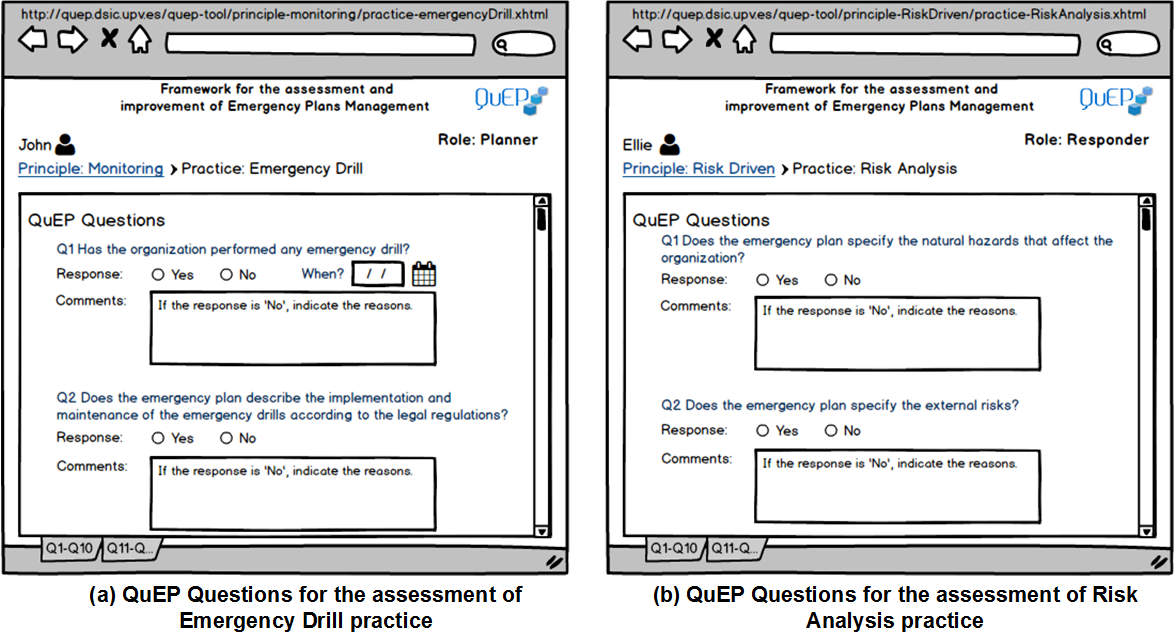 http://quep.dsic.upv.es/quep-tool/principle-monitoring/practice-emergencyDrill.xhtml
Framework for the assessment and
improvement of Emergency Plans Management
QuEP
John
Role: Planner
Principle: Monitoring > Practice: Emergency Drill
QuEP Questions
Q1 Has the organization performed any emergency drill?
Response: Yes No When? / /
Comments: If the response is 'No', indicate the reasons.
Q2 Does the emergency plan describe the implementation and
maintenance of the emergency drills according to the legal regulations?
Response: Yes No
Comments: If the response is 'No', indicate the reasons.
Q1-Q10 Q11-Q...
(a) QuEP Questions for the assessment of
Emergency Drill practice
http://quep.dsic.upv.es/quep-tool/principle-RiskDriven/practice-RiskAnalysis.xhtml
Framework for the assessment and
improvement of Emergency Plans Management
QuEP
Ellie
Role: Responder
Principle: Risk Driven > Practice: Risk Analysis
QuEP Questions
Q1 Does the emergency plan specify the natural hazards that affect the
organization?
Response: Yes No
Comments: If the response is 'No', indicate the reasons.
Q2 Does the emergency plan specify the external risks?
Response: Yes No
Comments: If the response is 'No', indicate the reasons.
Q1-Q10 Q11-Q...
(b) QuEP Questions for the assessment of Risk
Analysis practice